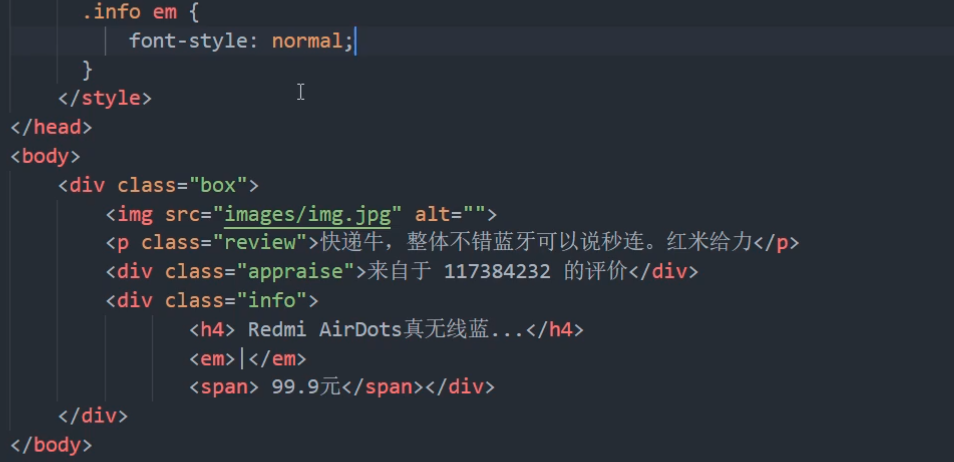 .info em {
font-style: normal;
}
</style>
</head>
<body>
<div class="box">
<img src="images/img.jpg" alt="">
<p class="review">快递牛，整体不错蓝牙可以说秒连。红米给力</p>
<div class="appraise">来自于 117384232 的评价</div>
<div class="info">
<h4> Redmi AirDots真无线蓝...</h4>
<em>|</em>
<span> 99.9元</span></div>
</div>
</body>